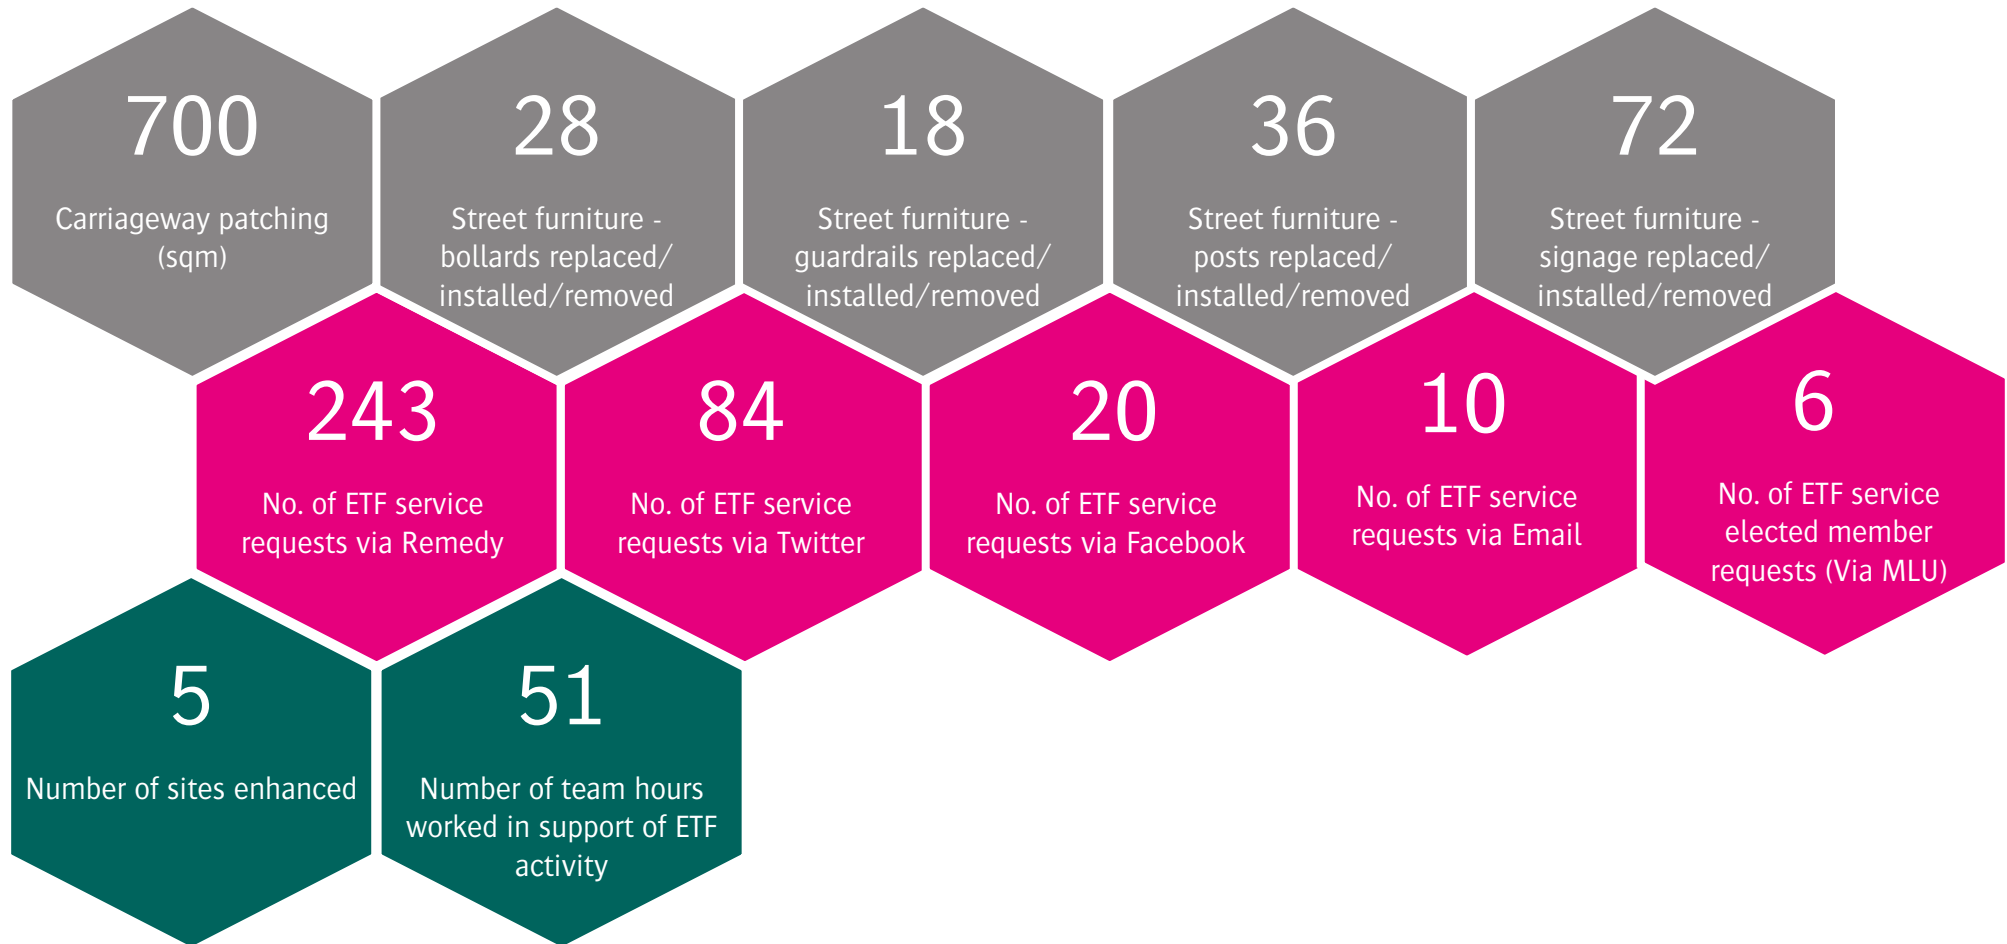 700
Carriageway patching
(sqm)
28
Street furniture -
bollards replaced/
installed/removed
18
Street furniture -
guardrails replaced/
installed/removed
36
Street furniture -
posts replaced/
installed/removed
72
Street furniture -
signage replaced/
installed/removed
243
No. of ETF service
requests via Remedy
84
No. of ETF service
requests via Twitter
20
No. of ETF service
requests via Facebook
10
No. of ETF service
requests via Email
6
No. of ETF service
elected member
requests (Via MLU)
5
Number of sites enhanced
51
Number of team hours
worked in support of ETF
activity